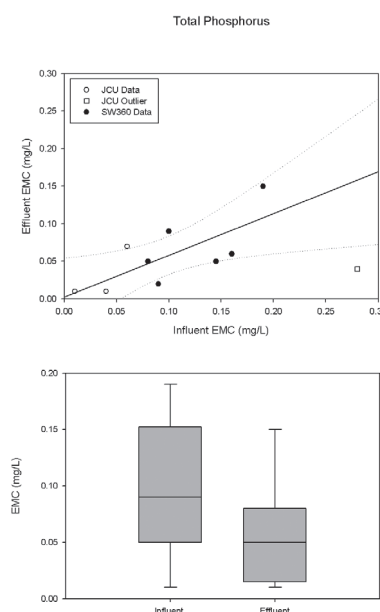 Total Phosphorus
0.30
0.25
0.20
0.15
0.10
0.05
0.00
Effluent EMC (mg/L)
JCU Data
JCU Outlier
SW360 Data
0.00 0.05 0.10 0.15 0.20 0.25 0.3
Influent EMC (mg/L)
0.20
0.15
0.10
0.05
0.00
EMC (mg/L)
Influent Effluent